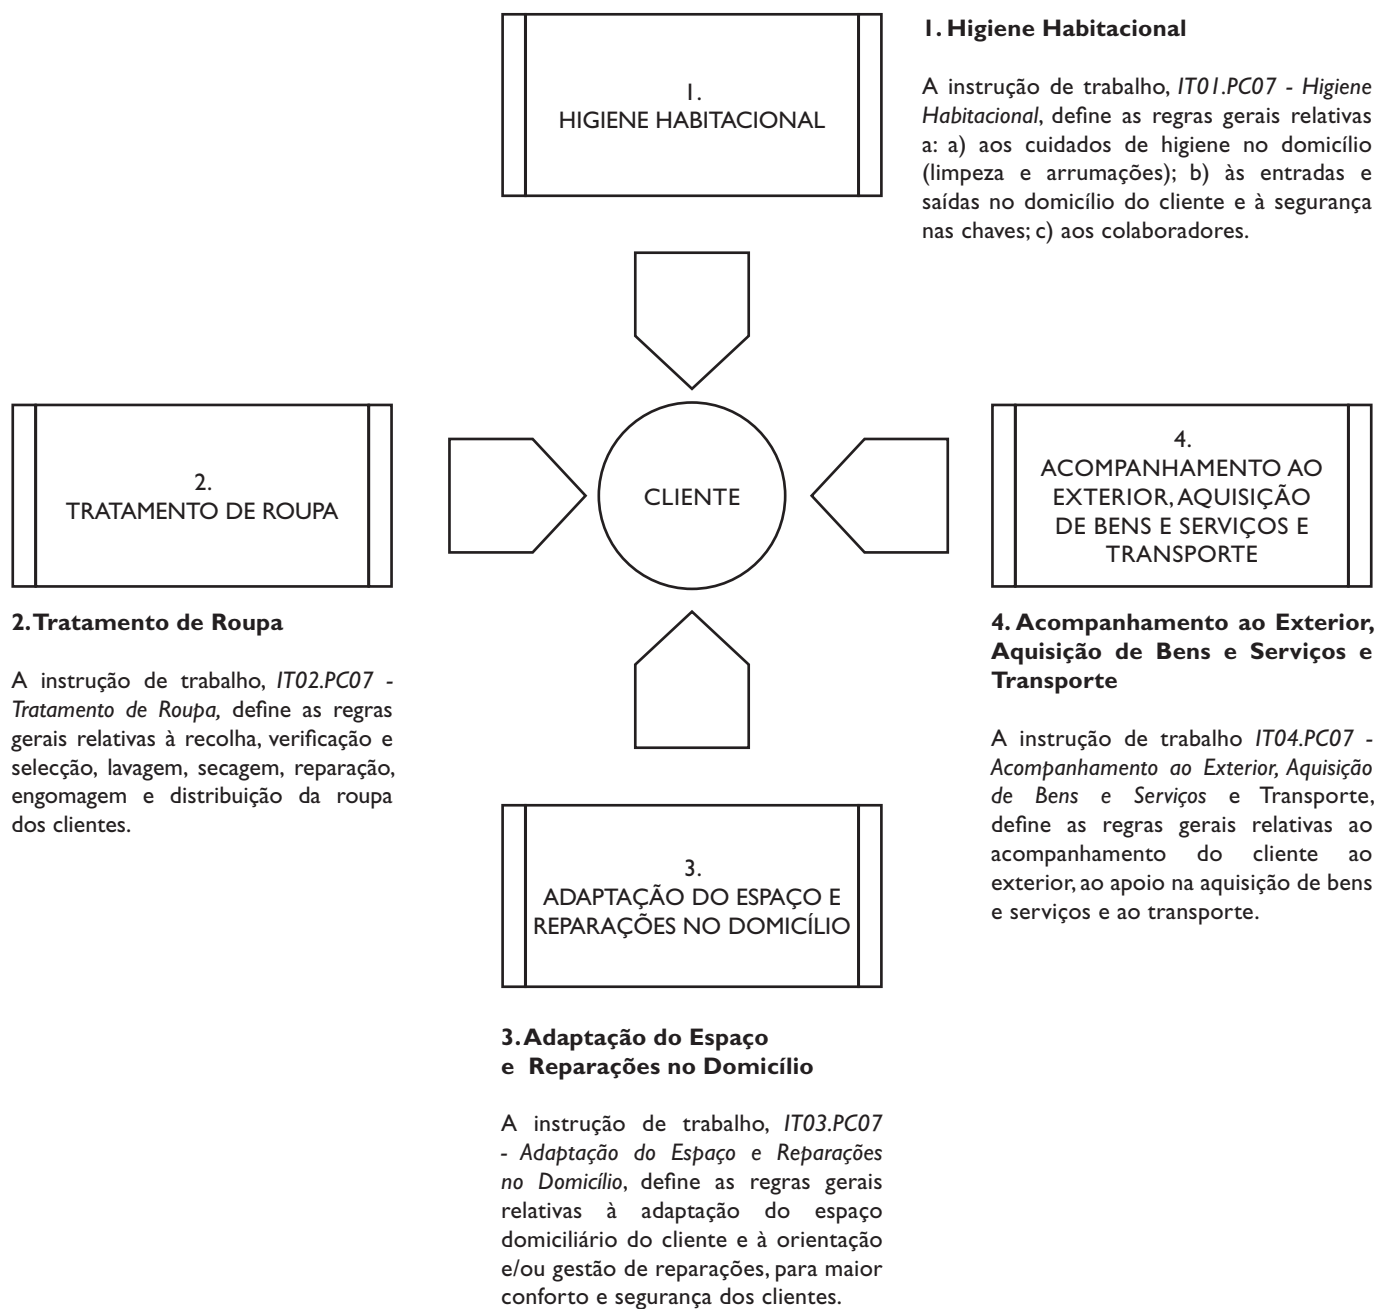 1.
HIGIENE HABITACIONAL
1. Higiene Habitacional
A instrução de trabalho, IT01.PC07 - Higiene
Habitacional, define as regras gerais relativas
a: a) aos cuidados de higiene no domicílio
(limpeza e arrumações); b) às entradas e
saídas no domicílio do cliente e à segurança
nas chaves; c) aos colaboradores.
2.
TRATAMENTO DE ROUPA
CLIENTE
4.
ACOMPANHAMENTO AO
EXTERIOR, AQUISIÇÃO
DE BENS E SERVIÇOS E
TRANSPORTE
2. Tratamento de Roupa
A instrução de trabalho, IT02.PC07 -
Tratamento de Roupa, define as regras
gerais relativas à recolha, verificação e
selecção, lavagem, secagem, reparação,
engomagem e distribuição da roupa
dos clientes.
4. Acompanhamento ao Exterior,
Aquisição de Bens e Serviços e
Transporte
A instrução de trabalho IT04.PC07 -
Acompanhamento ao Exterior, Aquisição
de Bens e Serviços e Transporte,
define as regras gerais relativas ao
acompanhamento do cliente ao
exterior, ao apoio na aquisição de bens
e serviços e ao transporte.
3.
ADAPTAÇÃO DO ESPAÇO E
REPARAÇÕES NO DOMICÍLIO
3. Adaptação do Espaço
e Reparações no Domicílio
A instrução de trabalho, IT03.PC07
- Adaptação do Espaço e Reparações
no Domicílio, define as regras gerais
relativas à adaptação do espaço
domiciliário do cliente e à orientação
e/ou gestão de reparações, para maior
conforto e segurança dos clientes.